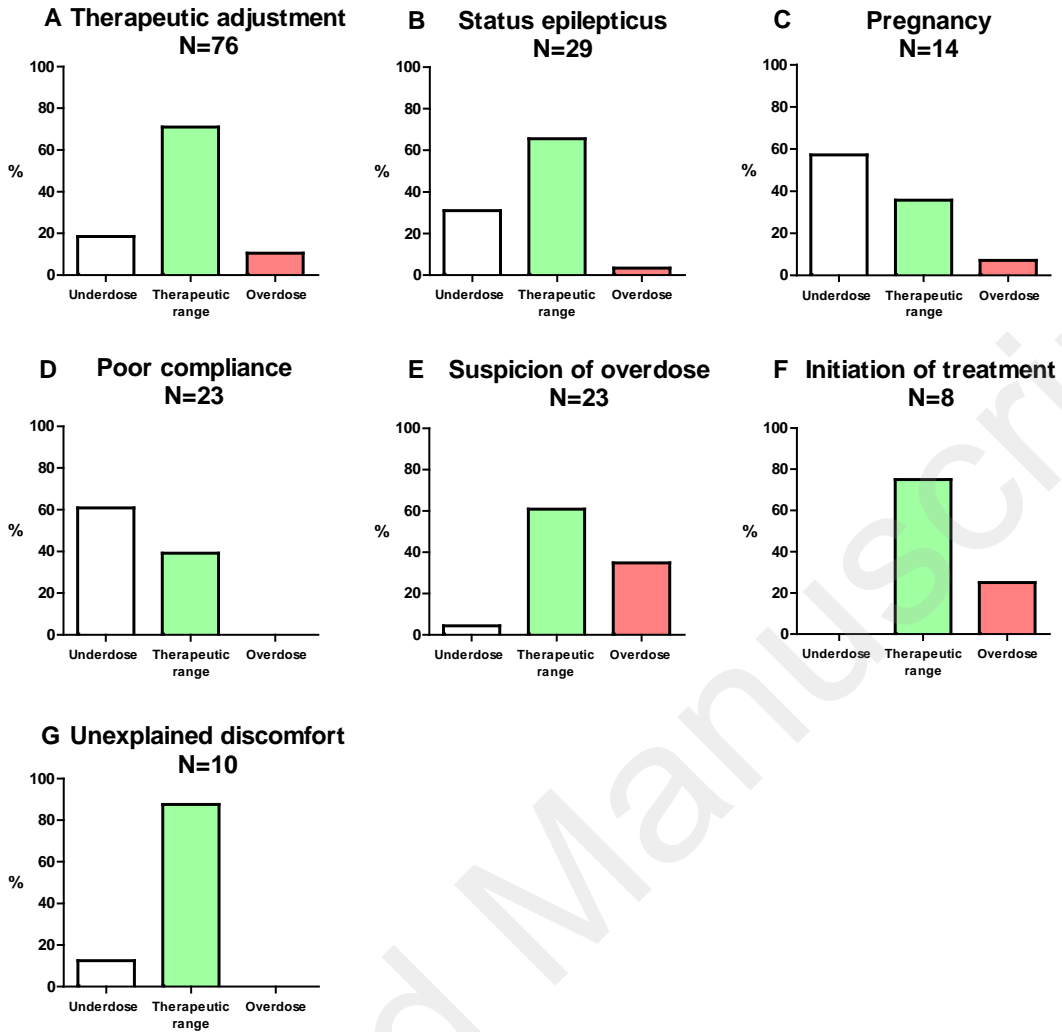 A Therapeutic adjustment
N=76
100
80
60
40
20
0
%
Underdose Therapeutic range Overdose
B Status epilepticus
N=29
100
80
60
40
20
0
%
Underdose Therapeutic range Overdose
C Pregnancy
N=14
100
80
60
40
20
0
%
Underdose Therapeutic range Overdose
D Poor compliance
N=23
100
80
60
40
20
0
%
Underdose Therapeutic range Overdose
E Suspicion of overdose
N=23
100
80
60
40
20
0
%
Underdose Therapeutic range Overdose
F Initiation of treatment
N=8
100
80
60
40
20
0
%
Underdose Therapeutic range Overdose
G Unexplained discomfort
N=10
100
80
60
40
20
0
%
Underdose Therapeutic range Overdose
d Manuscri